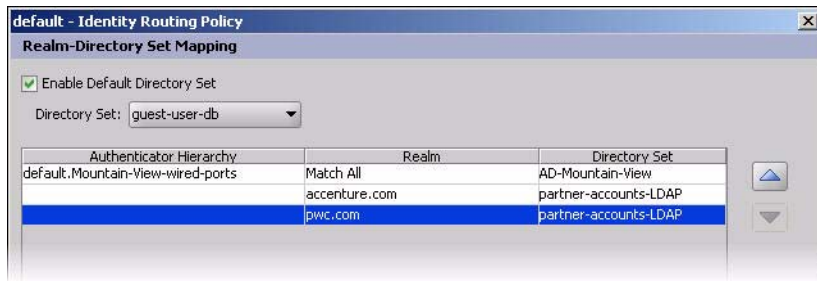 default - Identity Routing Policy
Realm-Directory Set Mapping
Enable Default Directory Set
Directory Set: guest-user-db
Authenticator Hierarchy Realm Directory Set
default.Mountain-View-wired-ports Match All AD-Mountain-View
accenture.com partner-accounts-LDAP
pwc.com partner-accounts-LDAP